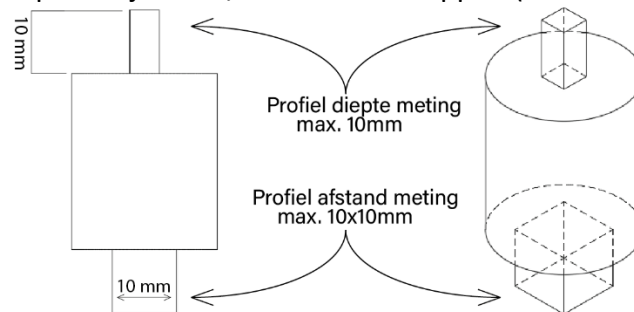 10 mm
Profiel diepte meting
max. 10mm
Profiel afstand meting
max. 10x10mm
10 mm